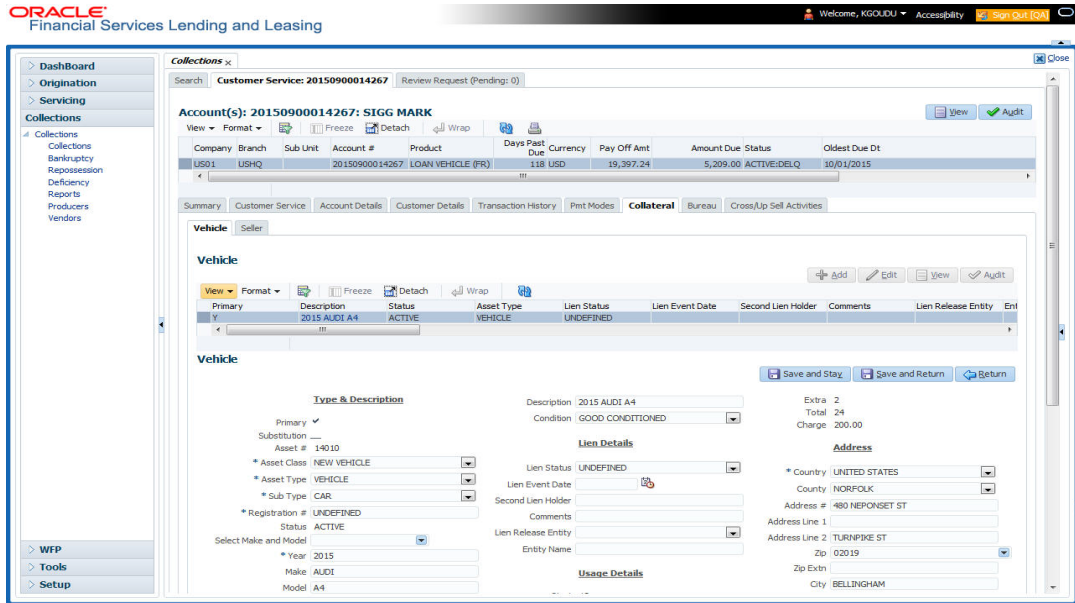 ORACLE®
Financial Services Lending and Leasing
Welcome, KGOUDU Accessibility Sign Out [QA]
Close
DashBoard
Origination
Servicing
Collections
Collections
Collections
Bankruptcy
Repossession
Deficiency
Reports
Producers
Vendors
WFP
Tools
Setup
Collections x
Search Customer Service: 20150900014267 Review Request (Pending: 0)
Account(s): 20150900014267: SIGG MARK
View Audit
View Format Freeze Detach Wrap
Company Branch Sub Unit Account # Product Days Past Due Currency Pay Off Amt Amount Due Status Oldest Due Dt
US01 USHQ 20150900014267 LOAN VEHICLE (FR) 118 USD 19,397.24 5,209.00 ACTIVE:DELQ 10/01/2015
Summary Customer Service Account Details Customer Details Transaction History Pmt Modes Collateral Bureau Cross/Up Sell Activities
Vehicle Seller
Vehicle
Add Edit View Audit
View Format Freeze Detach Wrap
Primary Description Status Asset Type Lien Status Lien Event Date Second Lien Holder Comments Lien Release Entity Ent
Y 2015 AUDI A4 ACTIVE VEHICLE UNDEFINED
Vehicle
Save and Stay Save and Return Return
Type & Description
Primary
Substitution
Asset # 14010
* Asset Class NEW VEHICLE
* Asset Type VEHICLE
* Sub Type CAR
* Registration # UNDEFINED
Status ACTIVE
Select Make and Model
* Year 2015
Make AUDI
Model A4
Description 2015 AUDI A4
Condition GOOD CONDITIONED
Lien Details
Lien Status UNDEFINED
Lien Event Date
Second Lien Holder
Comments
Lien Release Entity
Entity Name
Usage Details
Extra 2
Total 24
Charge 200.00
Address
* Country UNITED STATES
County NORFOLK
Address # 480 NEPONSET ST
Address Line 1
Address Line 2 TURNPIKE ST
Zip 02019
Zip Extn
City BELLINGHAM